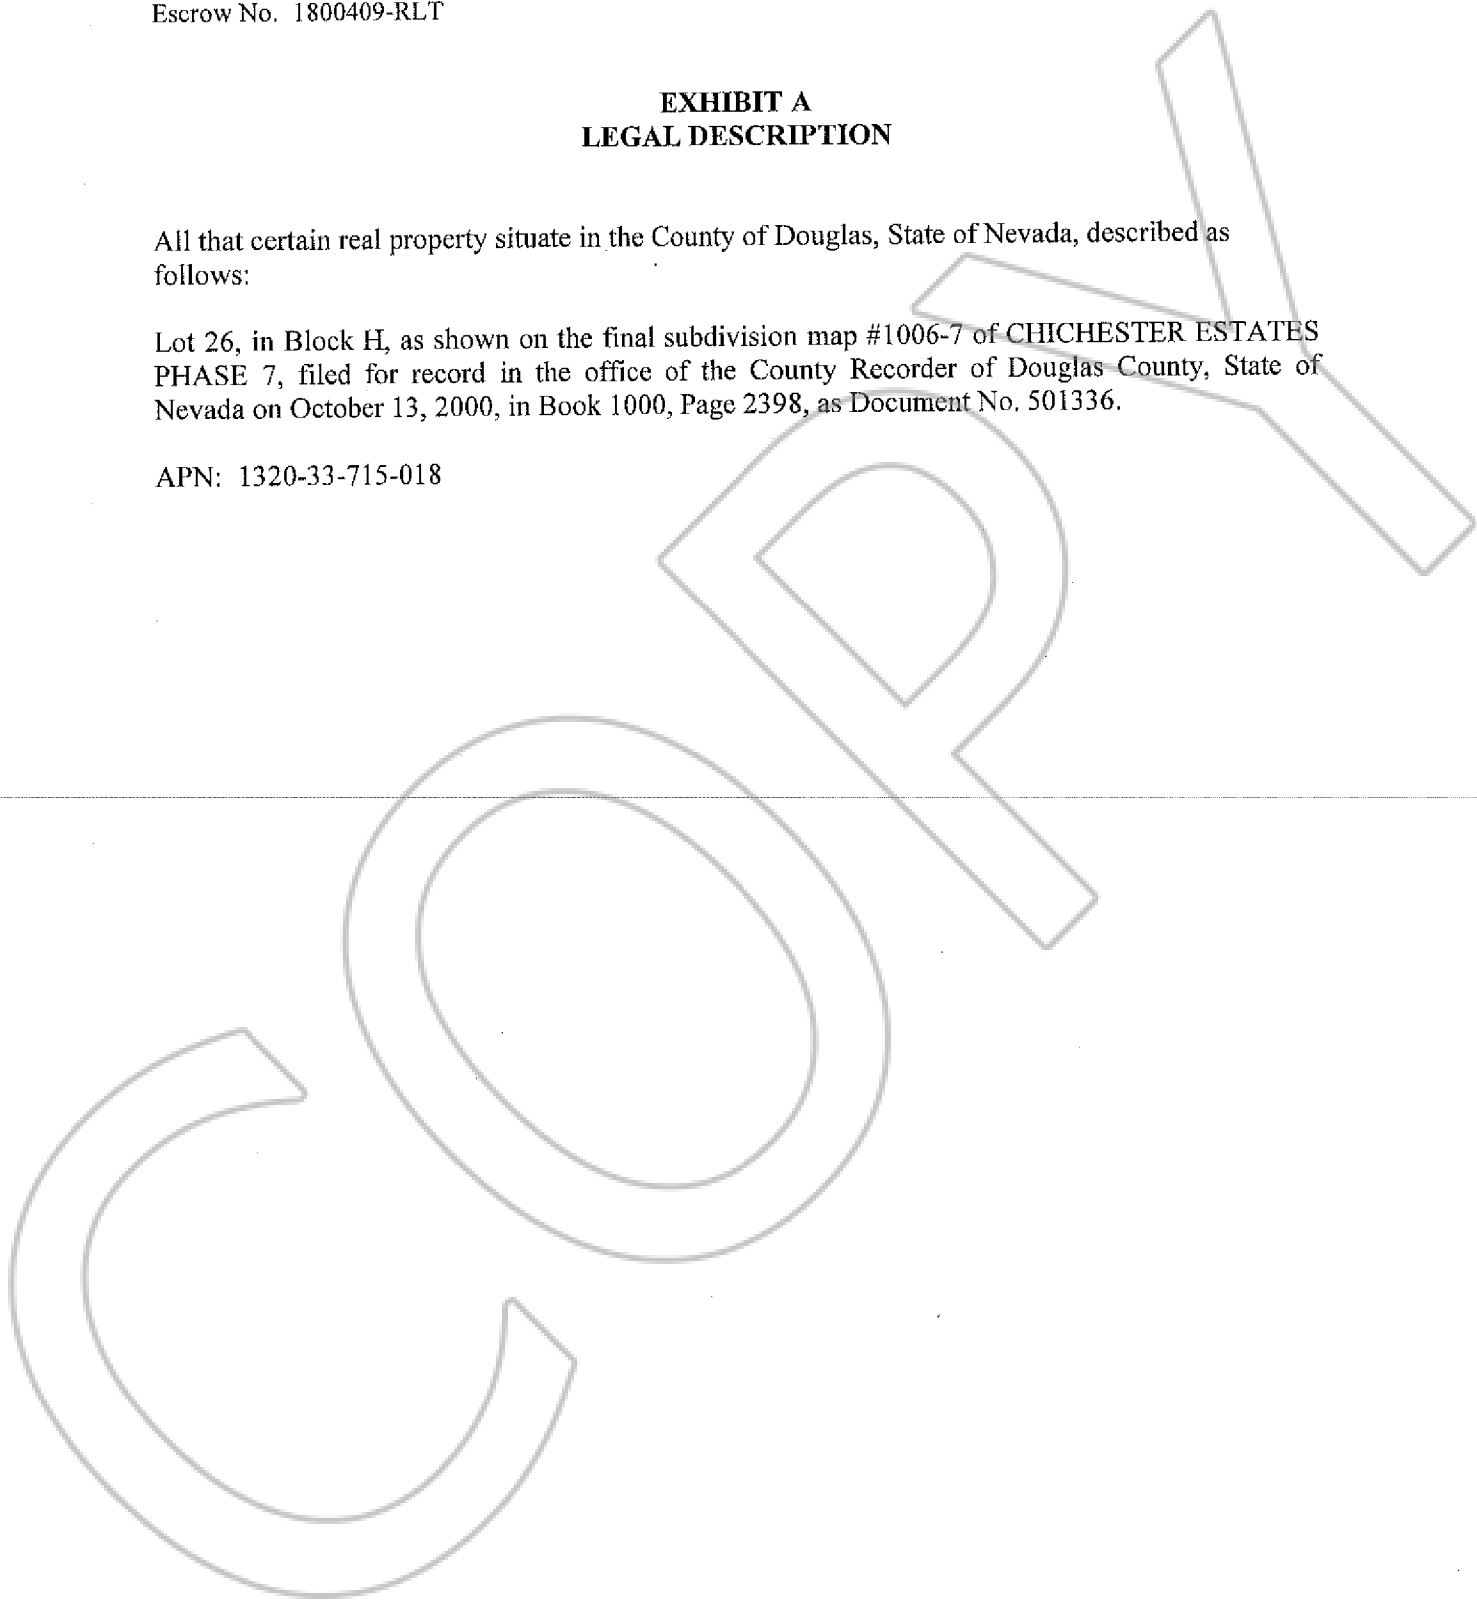 Escrow No. 1800409-RLT
EXHIBIT A
LEGAL DESCRIPTION
All that certain real property situate in the County of Douglas, State of Nevada, described as
follows:
Lot 26, in Block H, as shown on the final subdivision map #1006-7 of CHICHESTER ESTATES
PHASE 7, filed for record in the office of the County Recorder of Douglas County, State of
Nevada on October 13, 2000, in Book 1000, Page 2398, as Document No. 501336.
APN: 1320-33-715-018
COPY